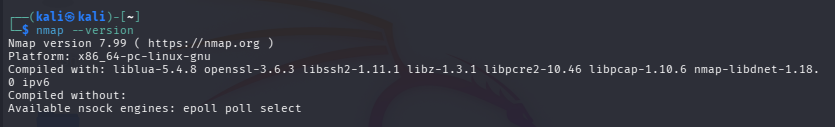 ┌──(kali㉿kali)-[~]
└─$ nmap --version
Nmap version 7.99 ( https://nmap.org )
Platform: x86_64-pc-linux-gnu
Compiled with: liblua-5.4.8 openssl-3.6.3 libssh2-1.11.1 libz-1.3.1 libpcre2-10.46 libpcap-1.10.6 nmap-libdnet-1.18.
0 ipv6
Compiled without:
Available nsock engines: epoll poll select